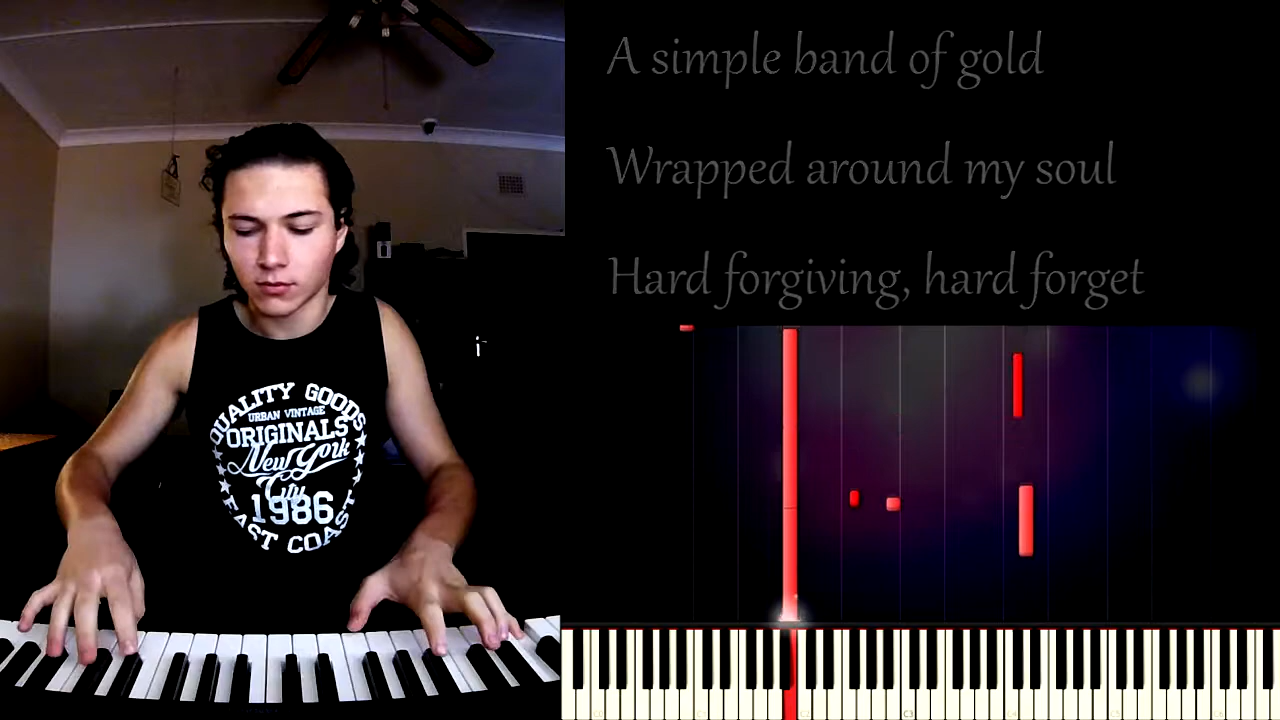 A simple band of gold
Wrapped around my soul
Hard forgiving, hard forget
QUALITY GOODS
URBAN VINTAGE
ORIGINALS
New York
City
1986
EAST COAST
C3